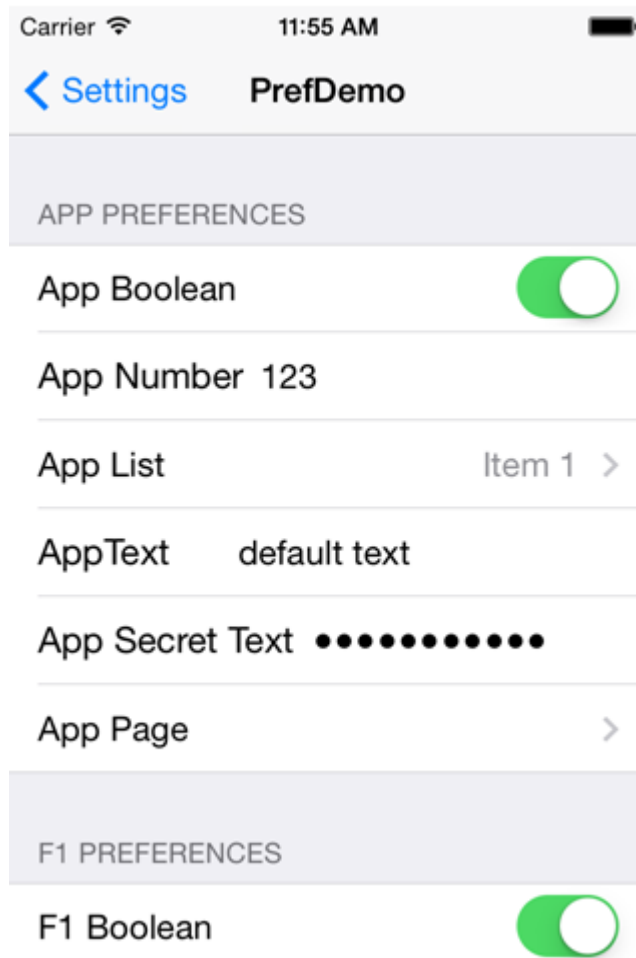 Carrier 11:55 AM
Settings PrefDemo
APP PREFERENCES
App Boolean
App Number 123
App List Item 1
AppText default text
App Secret Text •••••••••••
App Page
F1 PREFERENCES
F1 Boolean